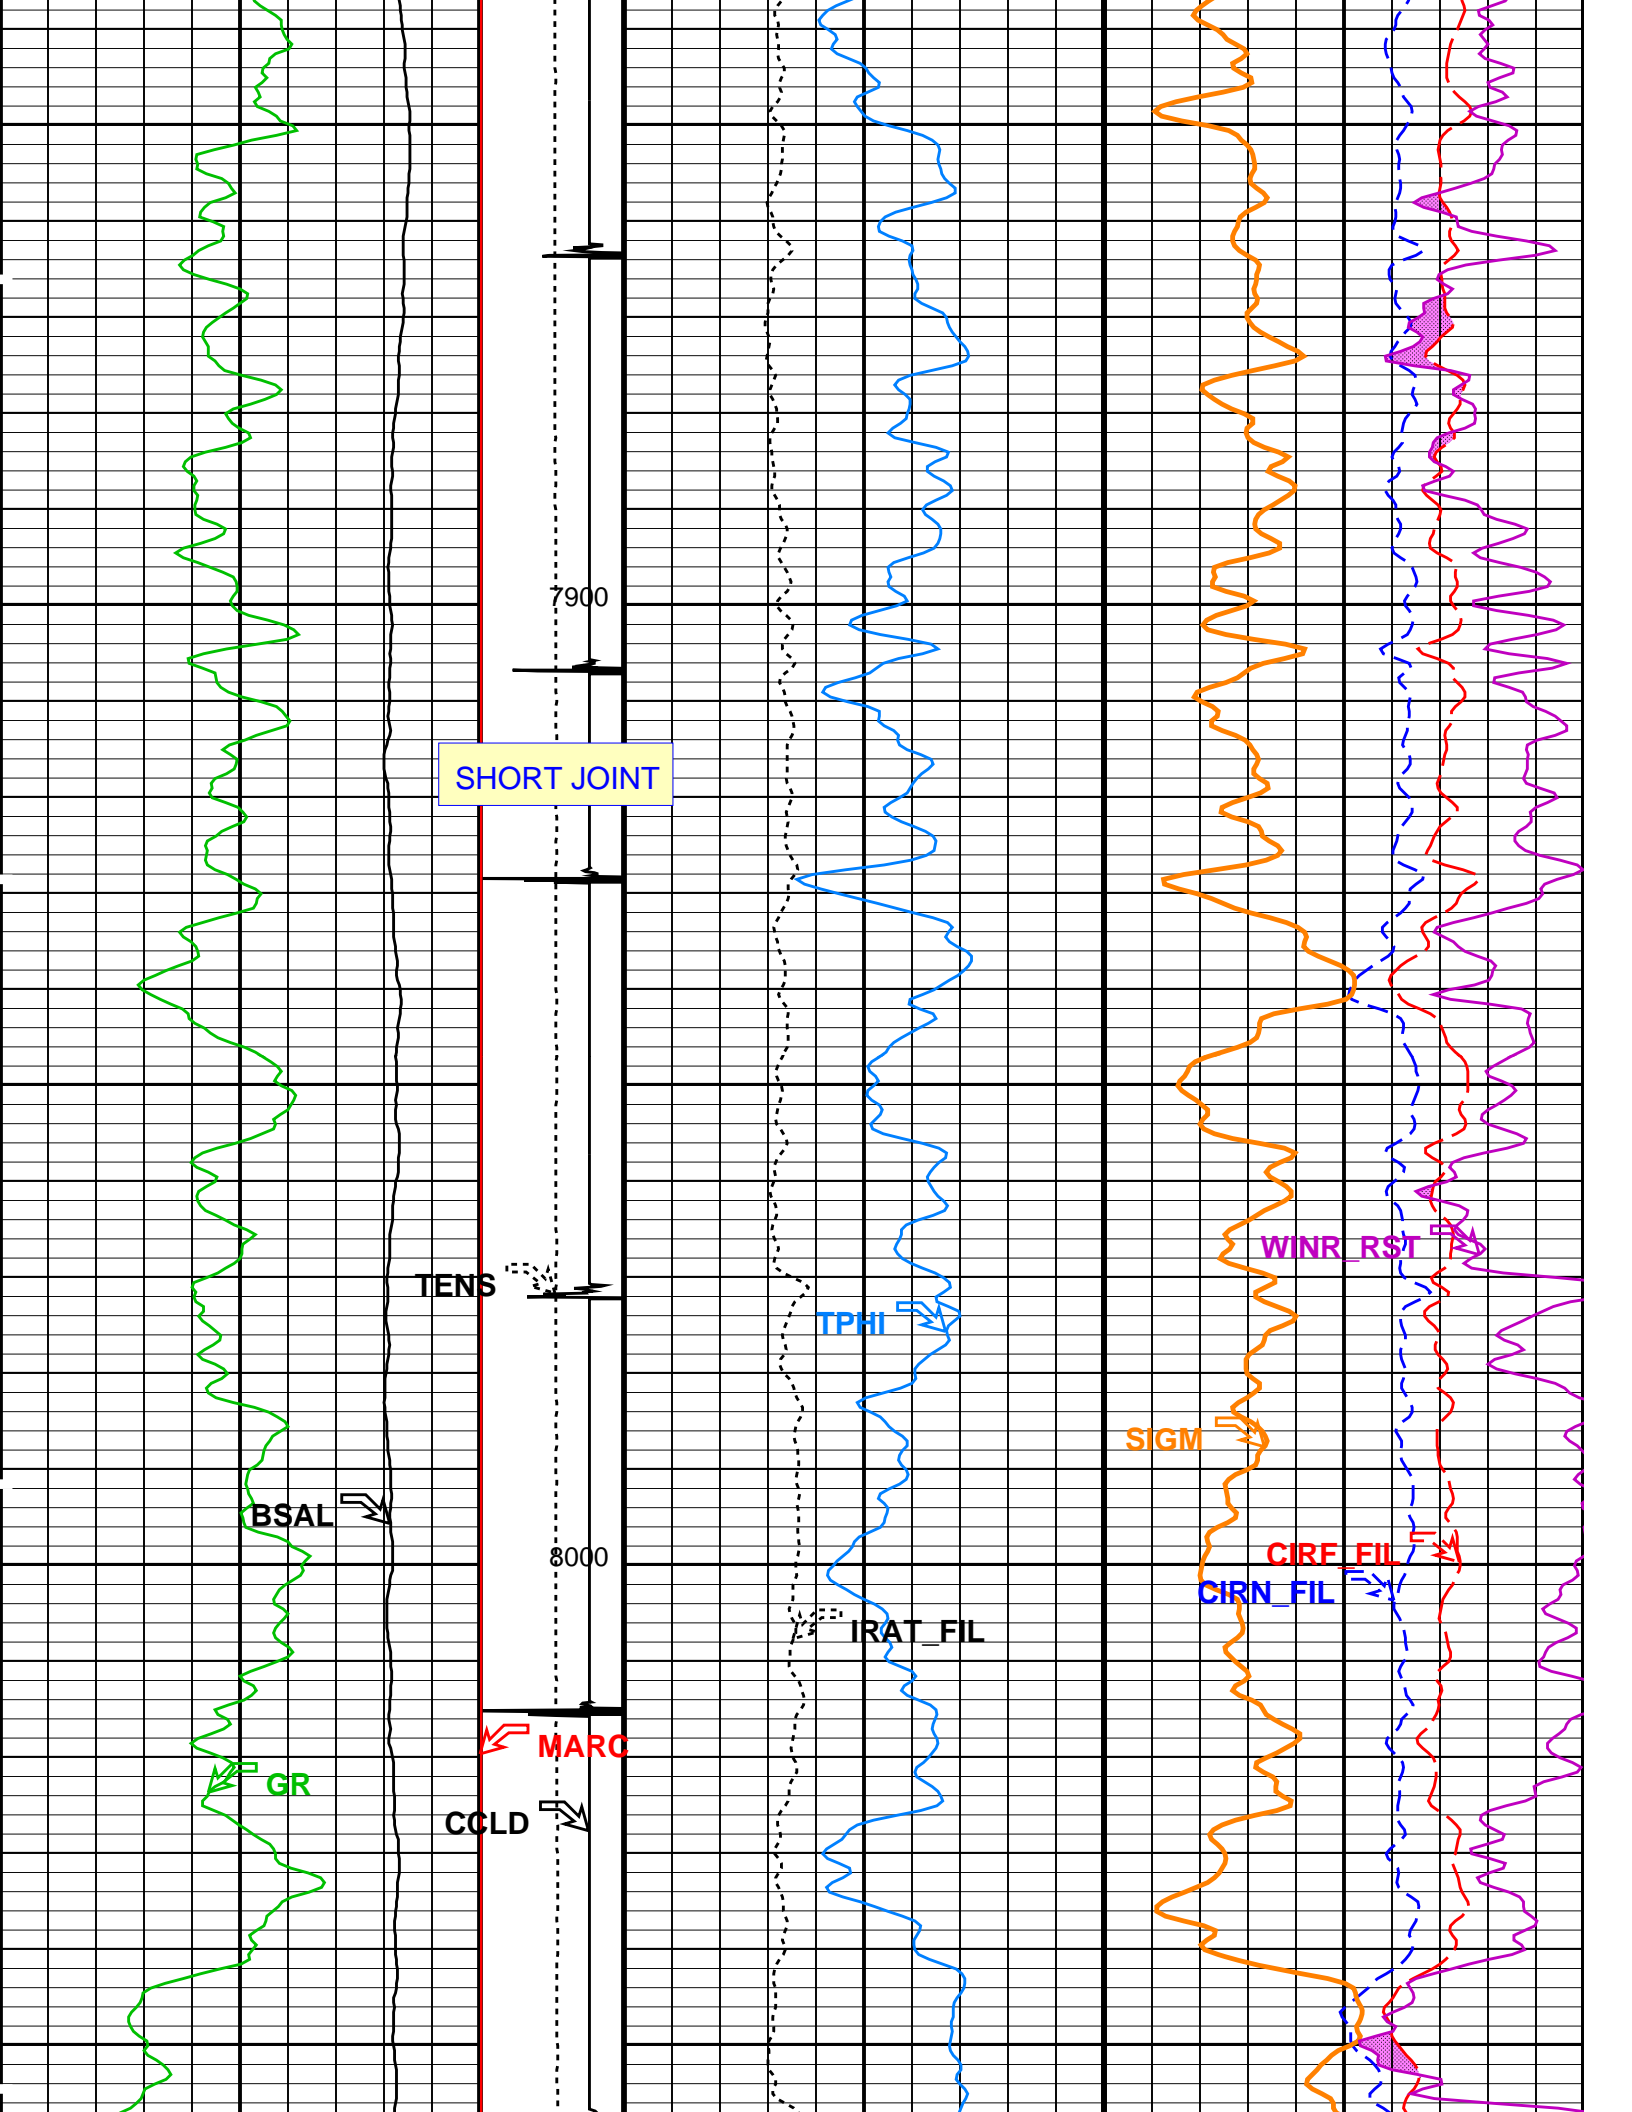 7900
SHORT JOINT
WINR_RST
TENS
TPHI
SIGM
BSAL
8000
CIRF_FIL
CIRN_FIL
IRAT_FIL
MARC
GR
CCLD